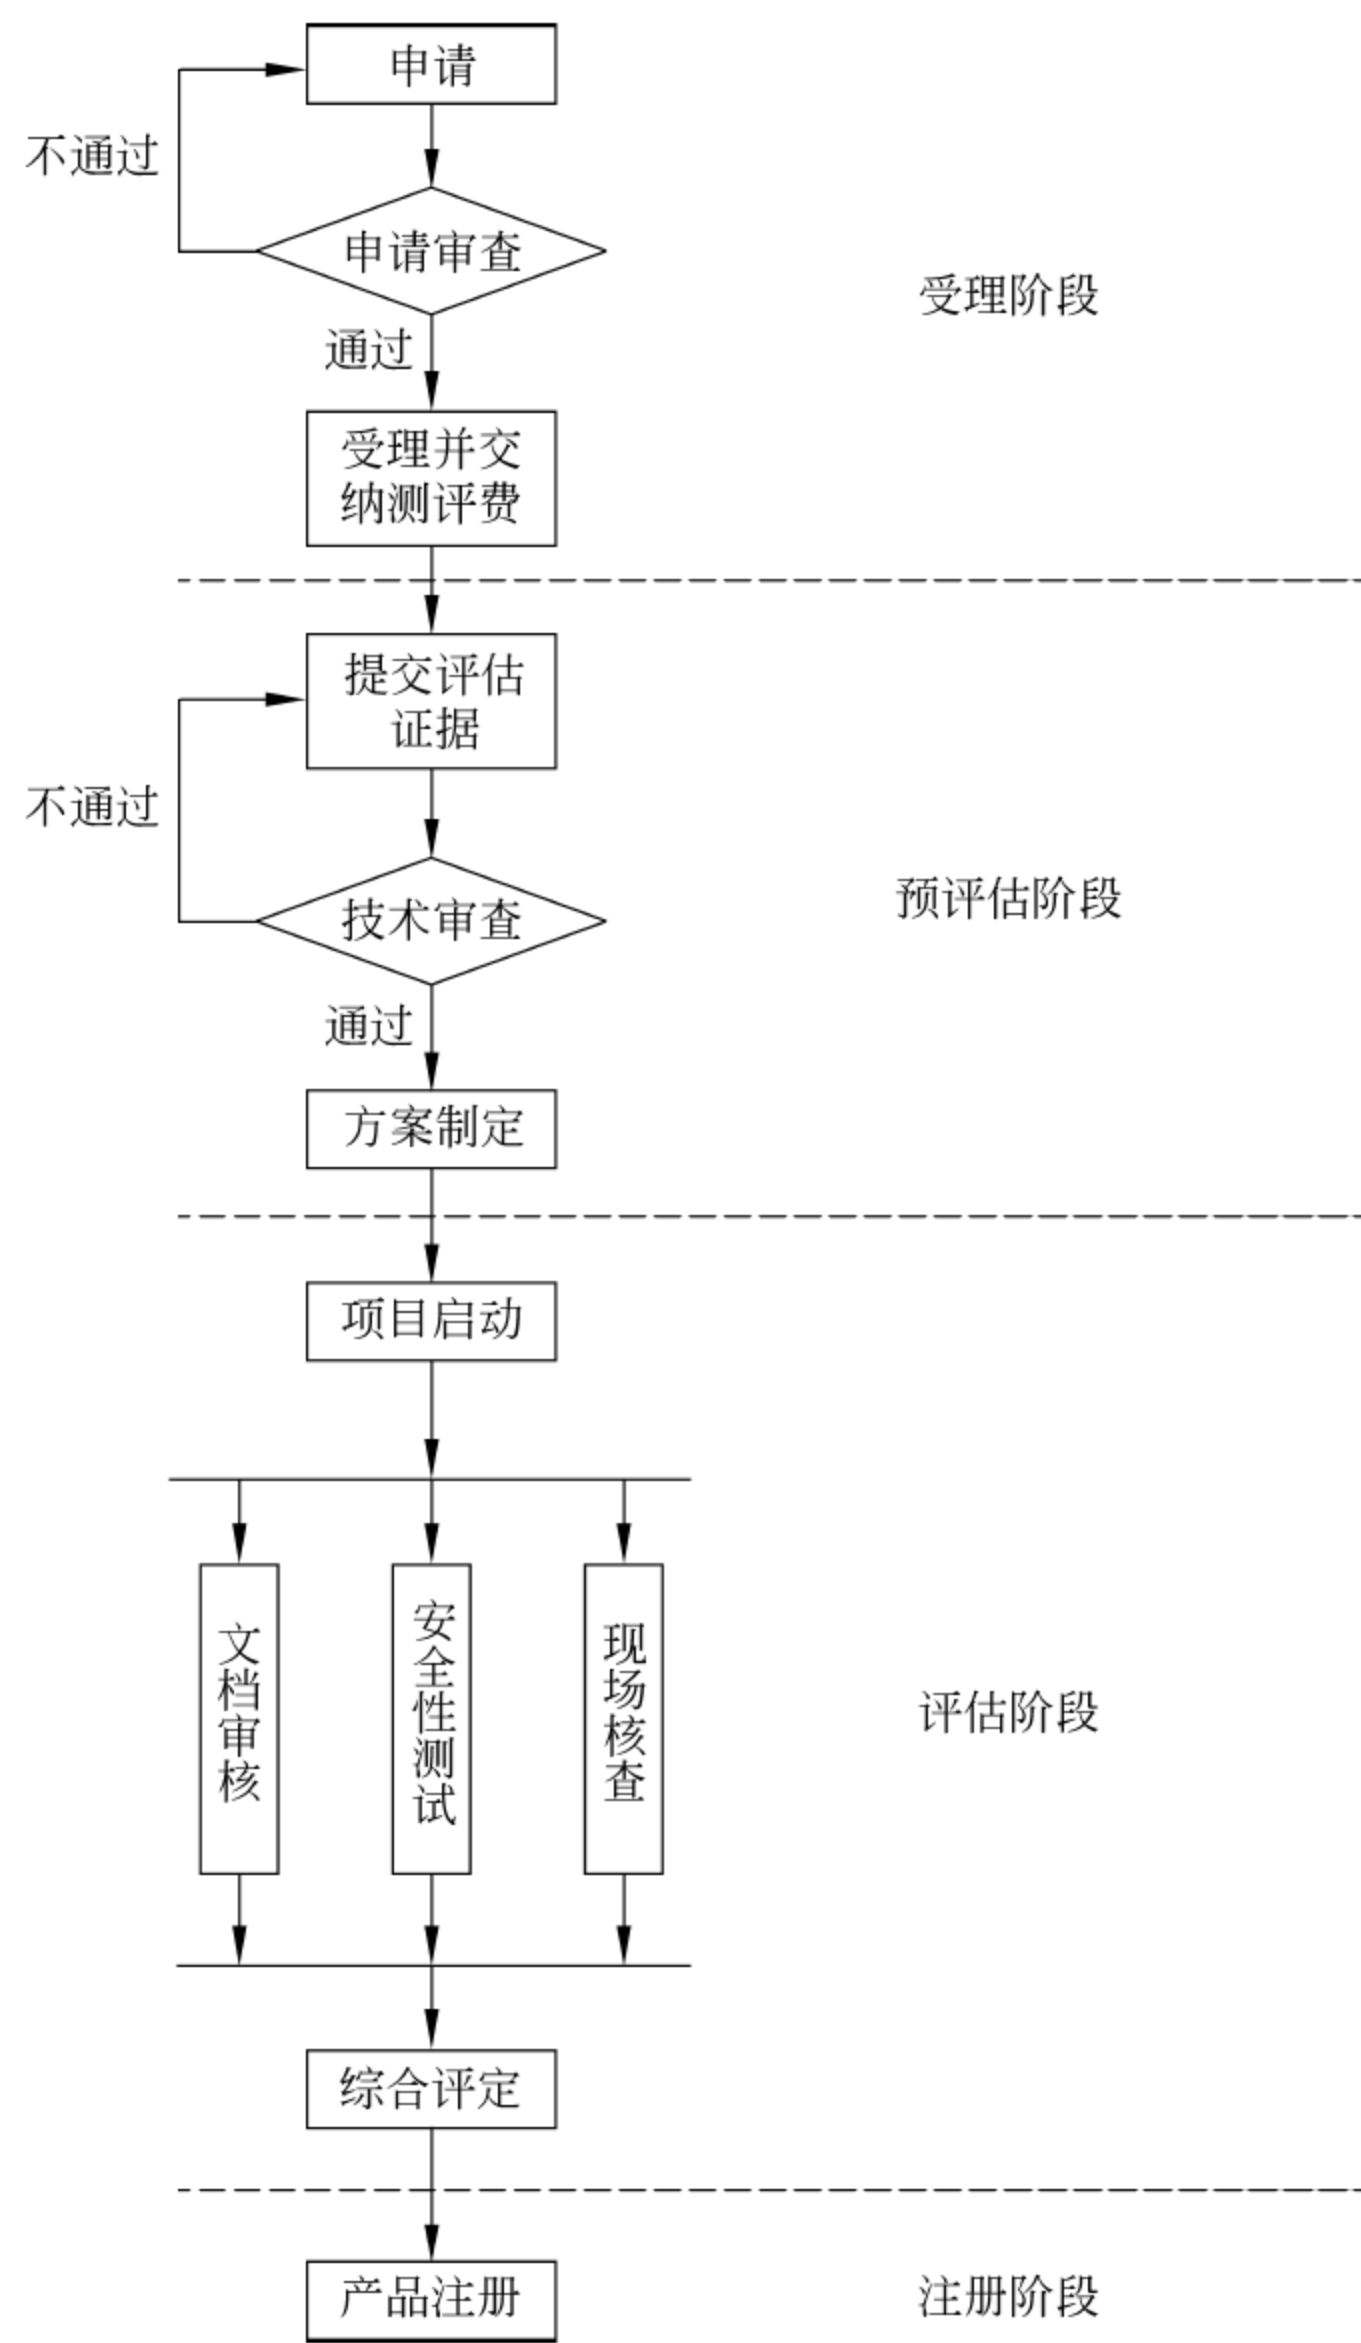 申请
不通过
申请审查
受理阶段
通过
受理并交
纳测评费
提交评估
证据
不通过
预评估阶段
技术审查
通过
方案制定
项目启动
文档审核
安全性测试
现场核查
评估阶段
综合评定
产品注册
注册阶段